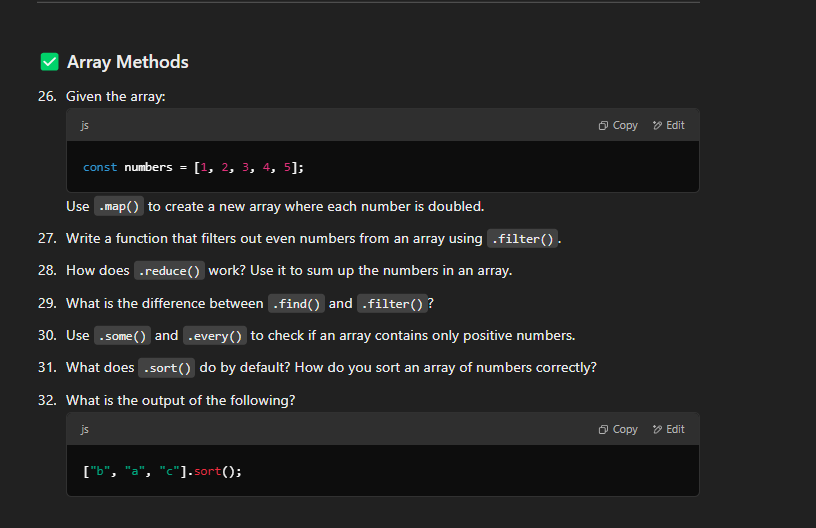 ✅ Array Methods
26. Given the array:
js Copy Edit
const numbers = [1, 2, 3, 4, 5];
Use .map() to create a new array where each number is doubled.
27. Write a function that filters out even numbers from an array using .filter().
28. How does .reduce() work? Use it to sum up the numbers in an array.
29. What is the difference between .find() and .filter()?
30. Use .some() and .every() to check if an array contains only positive numbers.
31. What does .sort() do by default? How do you sort an array of numbers correctly?
32. What is the output of the following?
js Copy Edit
["b", "a", "c"].sort();